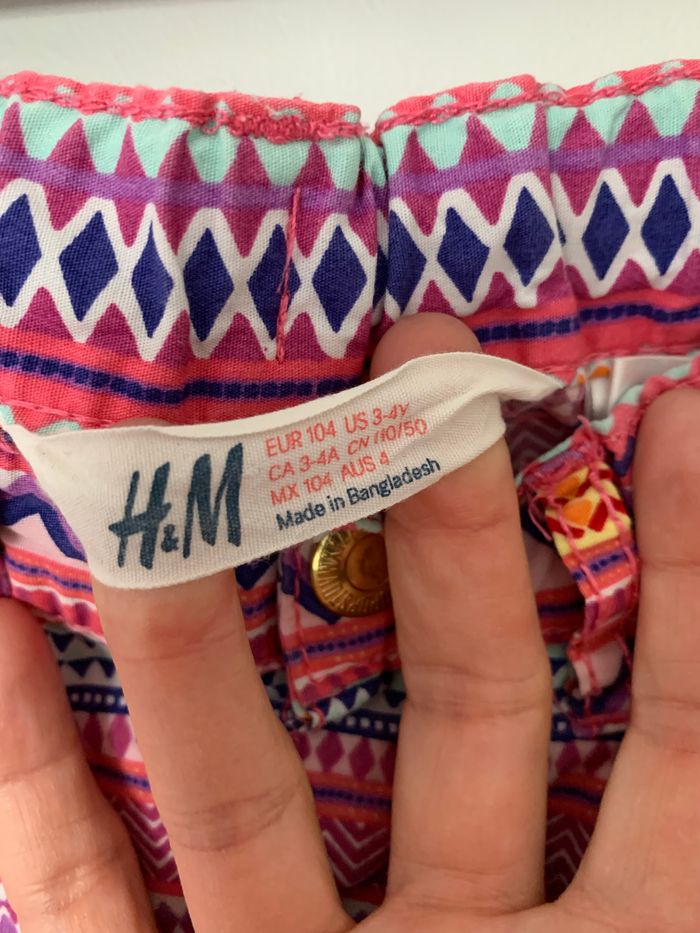 H&M
EUR 104 US 3-4Y
CA 3-4A CN 110/50
MX 104 AUS 4
Made in Bangladesh